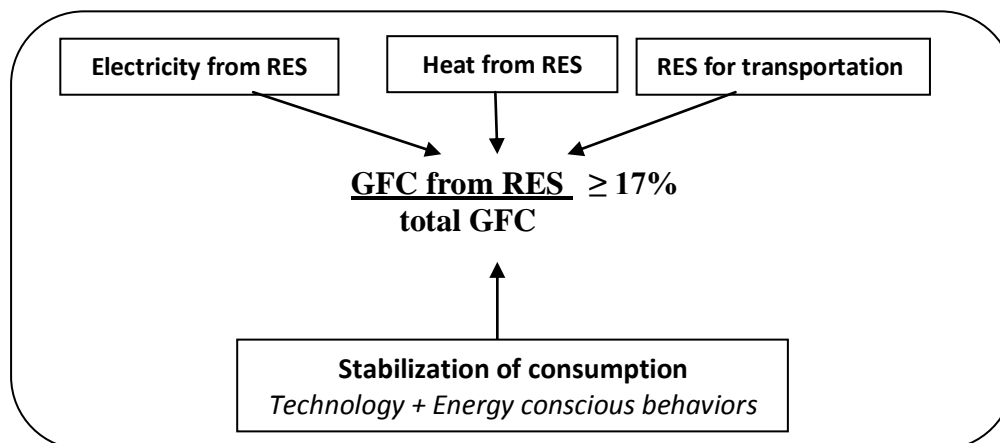 Electricity from RES
Heat from RES
RES for transportation
GFC from RES ≥ 17%
total GFC
Stabilization of consumption
Technology + Energy conscious behaviors